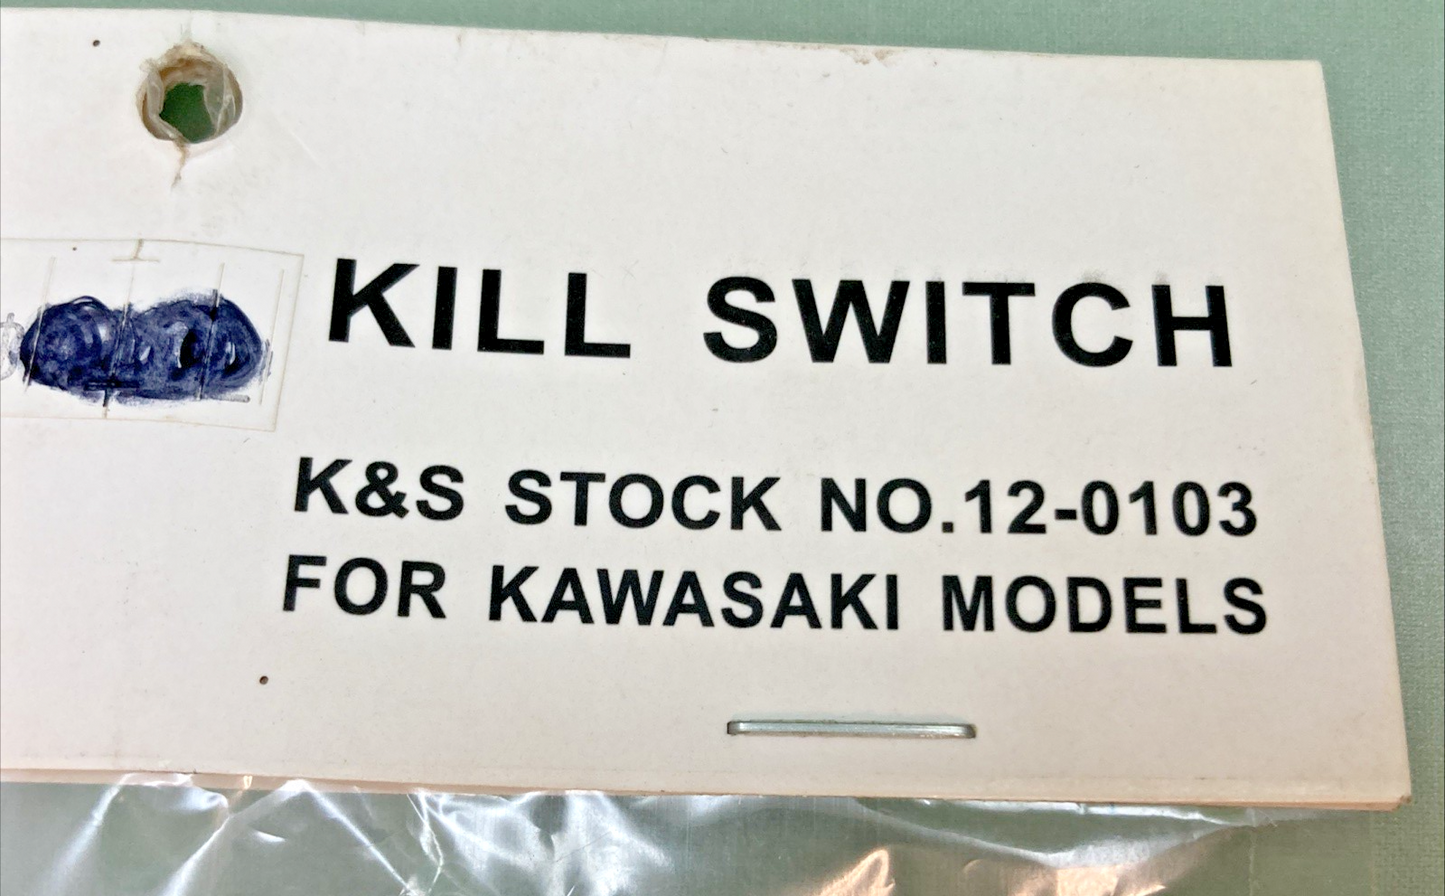 KILL SWITCH
K&S STOCK NO.12-0103
FOR KAWASAKI MODELS